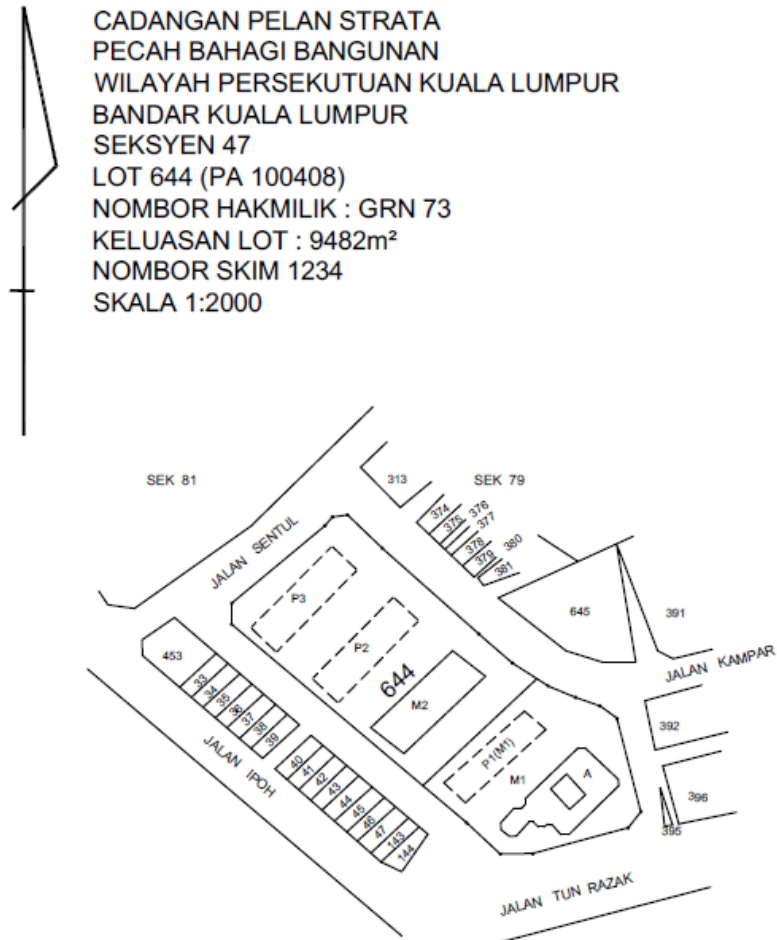 CADANGAN PELAN STRATA
PECAH BAHAGI BANGUNAN
WILAYAH PERSEKUTUAN KUALA LUMPUR
BANDAR KUALA LUMPUR
SEKSYEN 47
LOT 644 (PA 100408)
NOMBOR HAKMILIK : GRN 73
KELUASAN LOT : 9482m²
NOMBOR SKIM 1234
SKALA 1:2000
SEK 81
313
SEK 79
374
375
376
377
378
379
380
381
JALAN SENTUL
P3
P2
644
M2
645
391
JALAN KAMPAR
453
33
34
35
36
37
38
39
JALAN IPOH
40
41
42
43
44
45
46
47
143
144
P1(M1)
M1
A
392
396
395
JALAN TUN RAZAK